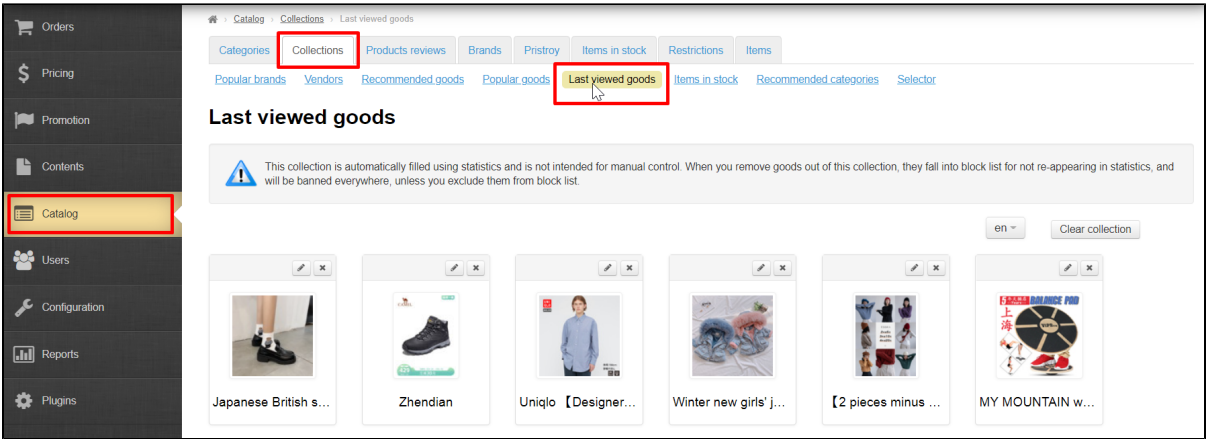 Orders
Pricing
Promotion
Contents
Catalog
Users
Configuration
Reports
Plugins
Catalog › Collections › Last viewed goods
Categories Collections Products reviews Brands Pristroy Items in stock Restrictions Items
Popular brands Vendors Recommended goods Popular goods Last viewed goods Items in stock Recommended categories Selector
Last viewed goods
This collection is automatically filled using statistics and is not intended for manual control. When you remove goods out of this collection, they fall into block list for not re-appearing in statistics, and
will be banned everywhere, unless you exclude them from block list.
en Clear collection
BALANCE POD
上
海
Japanese British s... Zhendian Uniqlo 【Designer... Winter new girls' j... 【2 pieces minus ... MY MOUNTAIN w...